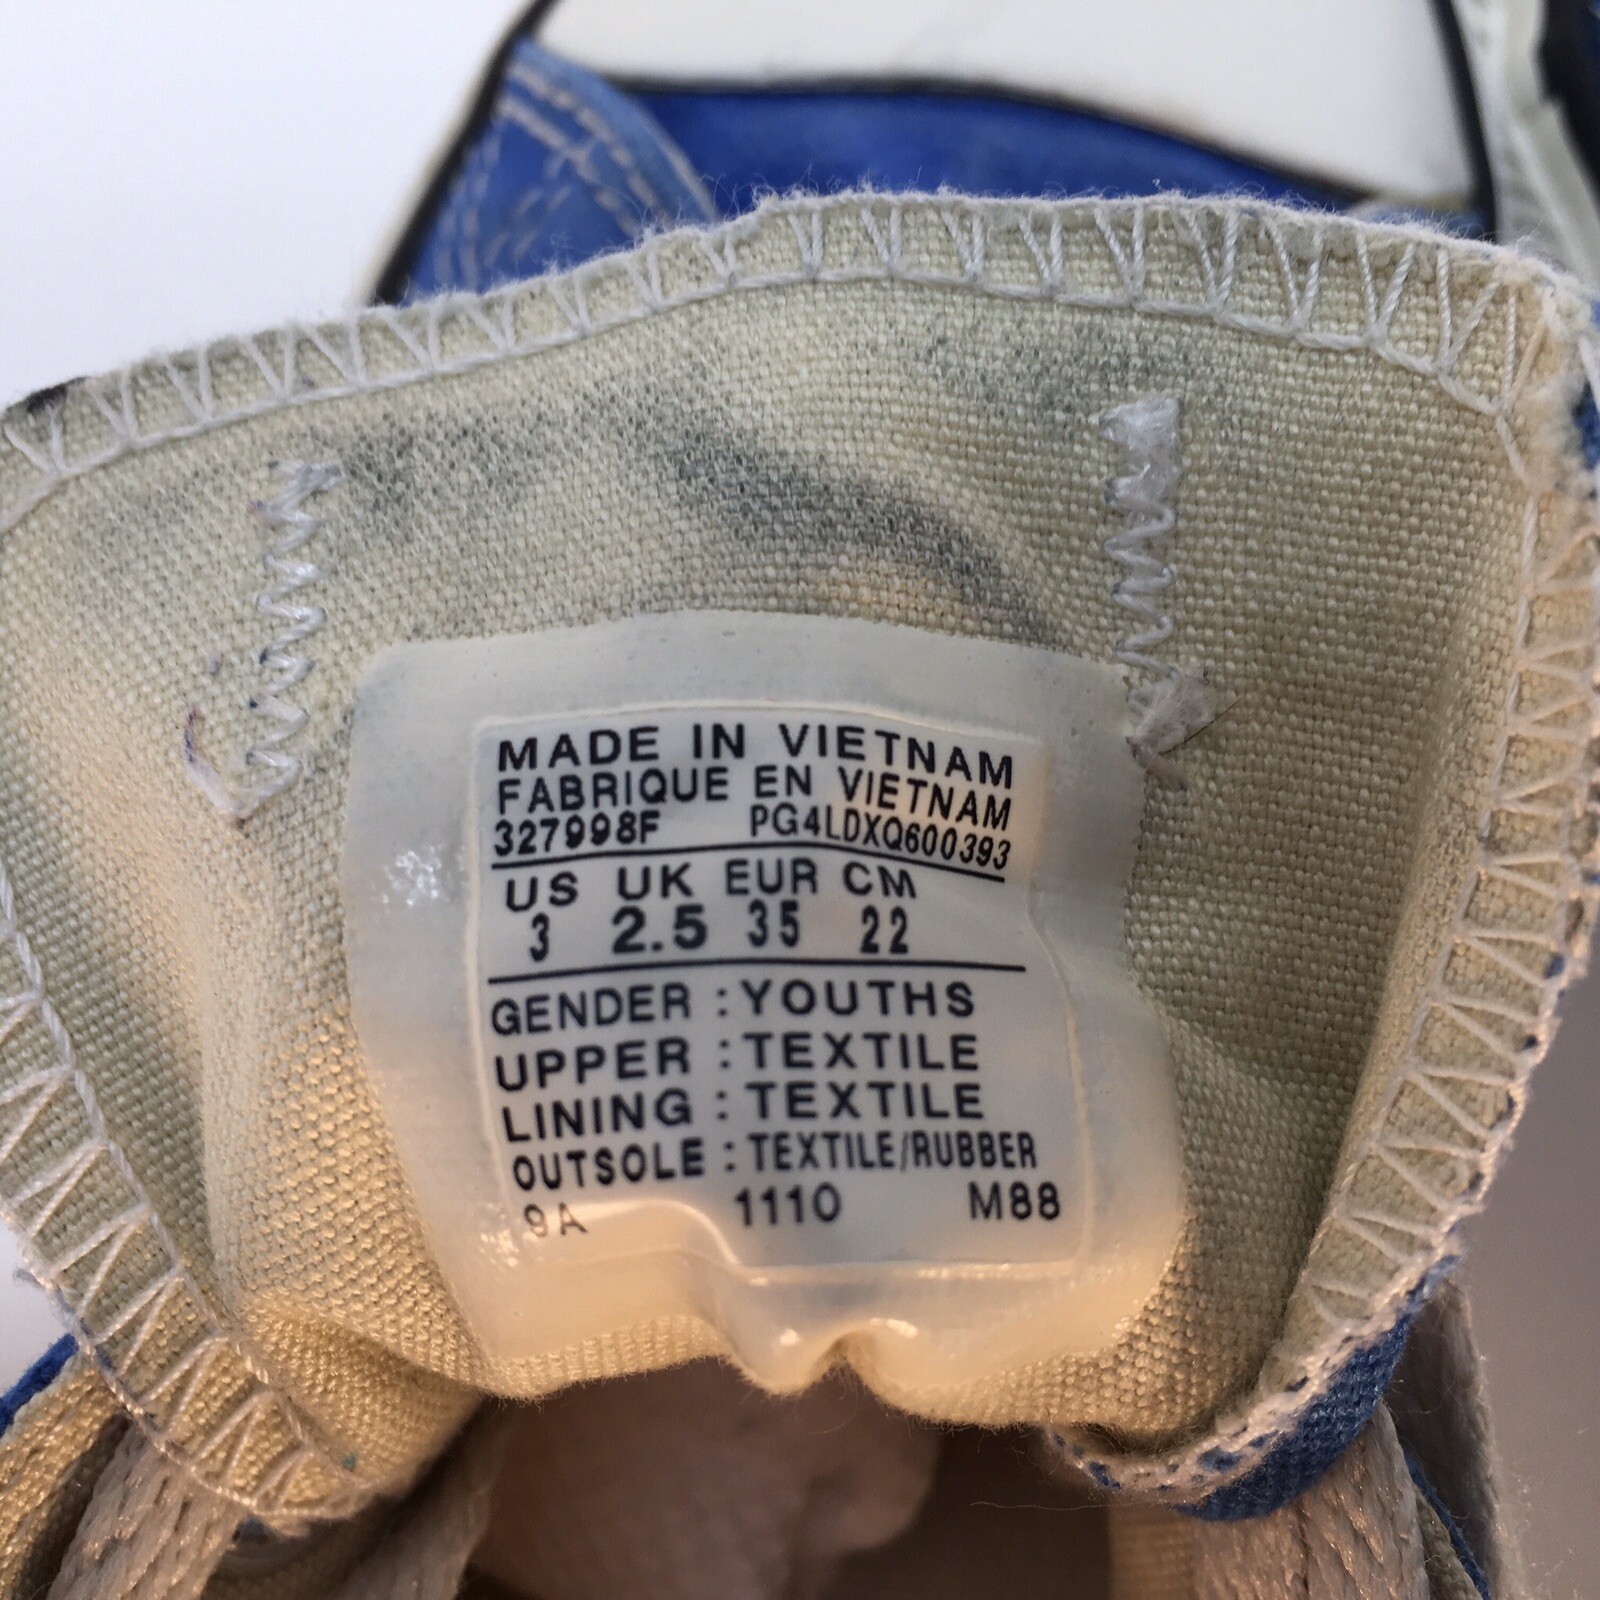 MADE IN VIETNAM
FABRIQUE EN VIETNAM
327998F PG4LDXQ600393
US UK EUR CM
3 2.5 35 22
GENDER : YOUTHS
UPPER : TEXTILE
LINING : TEXTILE
OUTSOLE : TEXTILE/RUBBER
9A 1110 M88